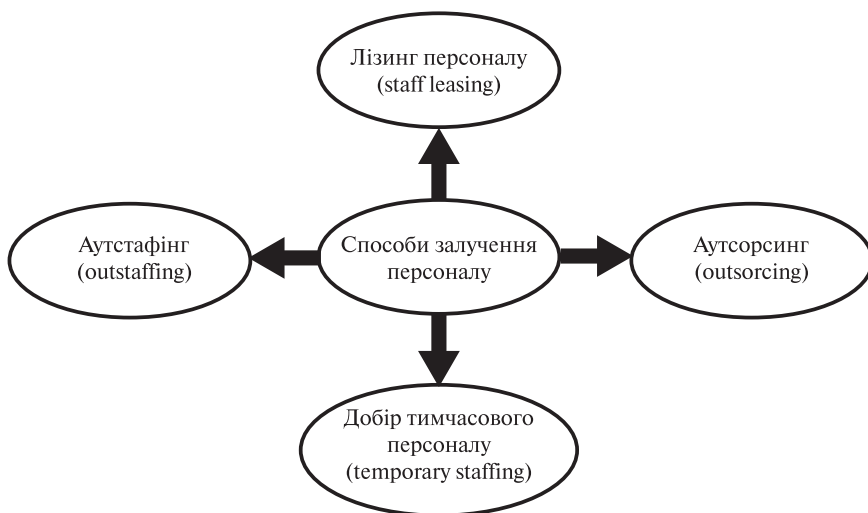 Лізинг персоналу
(staff leasing)
Аутстафінг
(outstaffing)
Способи залучення
персоналу
Аутсорсинг
(outsorcing)
Добір тимчасового
персоналу
(temporary staffing)